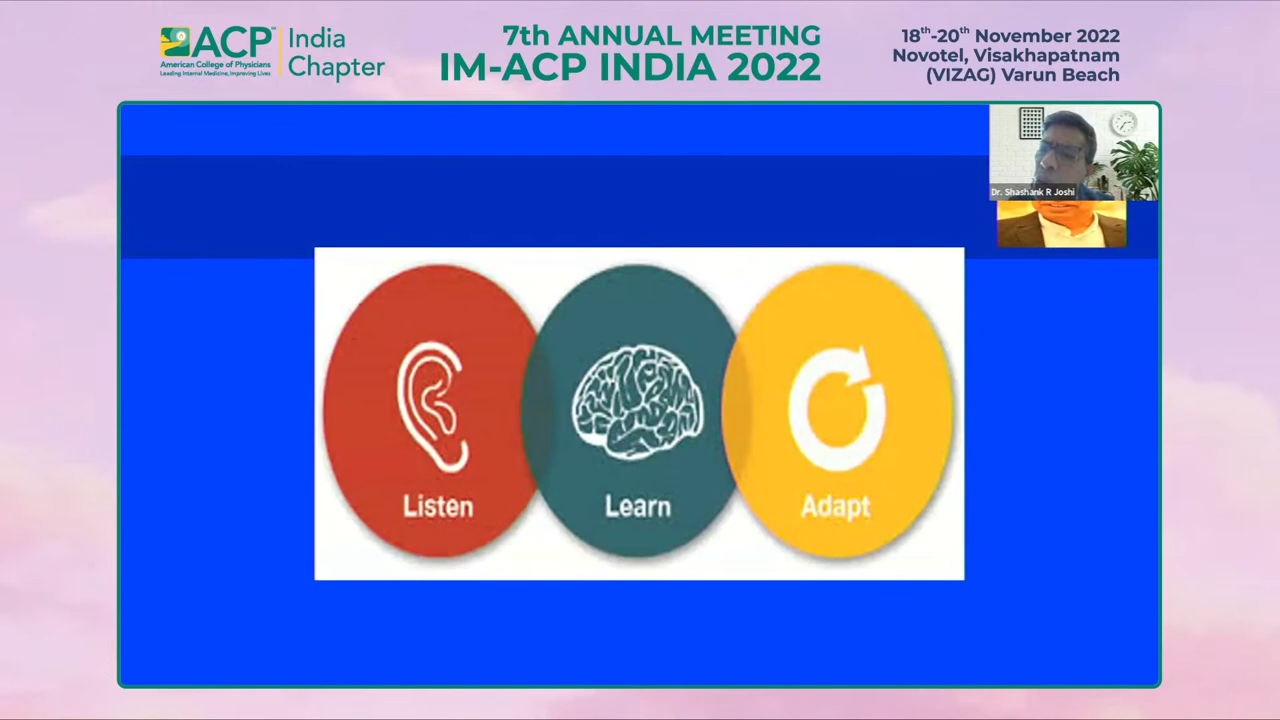 ACP
American College of Physicians
Leading Internal Medicine, Improving Lives
India
Chapter
7th ANNUAL MEETING
IM-ACP INDIA 2022
18th-20th November 2022
Novotel, Visakhapatnam
(VIZAG) Varun Beach
Dr. Shashank R Joshi
Listen
Learn
Adapt